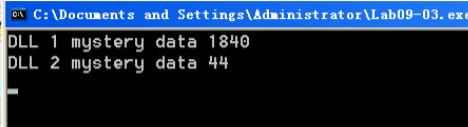 C:\Documents and Settings\Administrator\Lab09-03.exe
DLL 1 mystery data 1840
DLL 2 mystery data 44